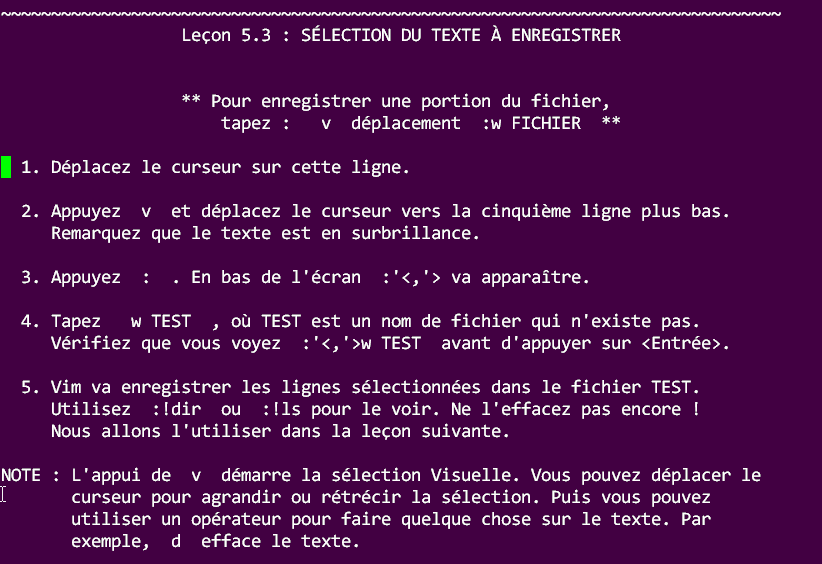 ~~~~~~~~~~~~~~~~~~~~~~~~~~~~~~~~~~~~~~~~~~~~~~~~~~~~~~~~~~~~~~~~~~~~~~~~~~~~~~
Leçon 5.3 : SÉLECTION DU TEXTE À ENREGISTRER
** Pour enregistrer une portion du fichier,
tapez :   v  déplacement  :w FICHIER  **
1. Déplacez le curseur sur cette ligne.
2. Appuyez  v  et déplacez le curseur vers la cinquième ligne plus bas.
Remarquez que le texte est en surbrillance.
3. Appuyez  :  . En bas de l'écran  :'<,'> va apparaître.
4. Tapez   w TEST  , où TEST est un nom de fichier qui n'existe pas.
Vérifiez que vous voyez  :'<,'>w TEST  avant d'appuyer sur <Entrée>.
5. Vim va enregistrer les lignes sélectionnées dans le fichier TEST.
Utilisez  :!dir  ou  :!ls pour le voir. Ne l'effacez pas encore !
Nous allons l'utiliser dans la leçon suivante.
NOTE : L'appui de  v  démarre la sélection Visuelle. Vous pouvez déplacer le
curseur pour agrandir ou rétrécir la sélection. Puis vous pouvez
utiliser un opérateur pour faire quelque chose sur le texte. Par
exemple,  d  efface le texte.